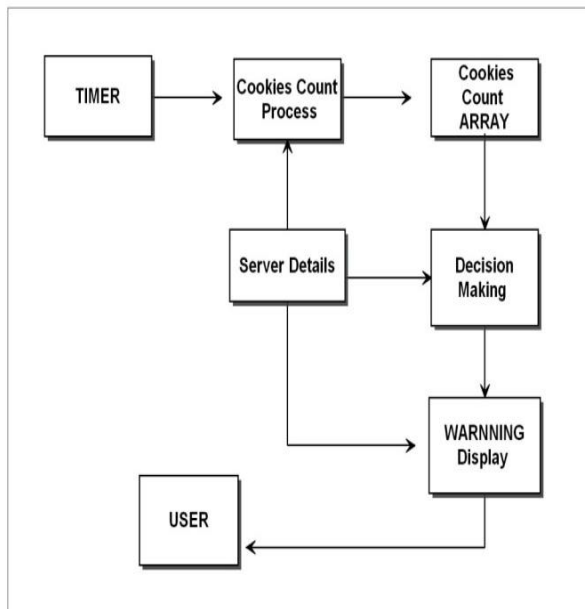 TIMER
Cookies Count
Process
Cookies
Count
ARRAY
Server Details
Decision
Making
WARNNING
Display
USER